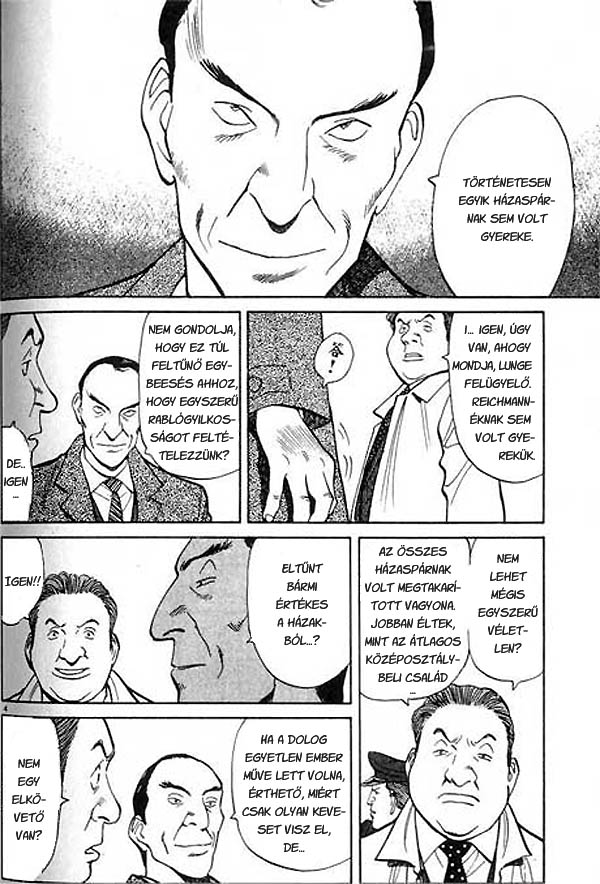 TÖRTÉNETESEN
EGYIK HÁZASPÁR-
NAK SEM VOLT
GYEREKE.
I... IGEN, ÚGY
VAN, AHOGY
MONDJA, LUNGE
FELÜGYELŐ.
REICHMANN-
ÉKNAK SEM
VOLT GYE-
REKÜK.
NEM GONDOLJA,
HOGY EZ TÚL
FELTŰNŐ EGY-
BEESÉS AHHOZ,
HOGY EGYSZERŰ
RABLÓGYILKOS-
SÁGOT FELTÉ-
TELEZZÜNK?
DE..
IGEN
...
NEM
LEHET
MÉGIS
EGYSZERŰ
VÉLET-
LEN?
AZ ÖSSZES
HÁZASPÁRNAK
VOLT MEGTAKARÍ-
TOTT VAGYONA.
JOBBAN ÉLTEK,
MINT AZ ÁTLAGOS
KÖZÉPOSZTÁLY-
BELI CSALÁD
...
ELTŰNT
BÁRMI
ÉRTÉKES
A HÁZAK-
BÓL...?
IGEN!!
4
HA A DOLOG
EGYETLEN EMBER
MŰVE LETT VOLNA,
ÉRTHETŐ, MIÉRT
CSAK OLYAN KEVE-
SET VISZ EL,
DE...
NEM
EGY
ELKÖ-
VETŐ
VAN?